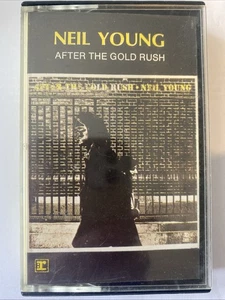 NEIL YOUNG
AFTER THE GOLD RUSH
AFTER THE GOLD RUSH • NEIL YOUNG